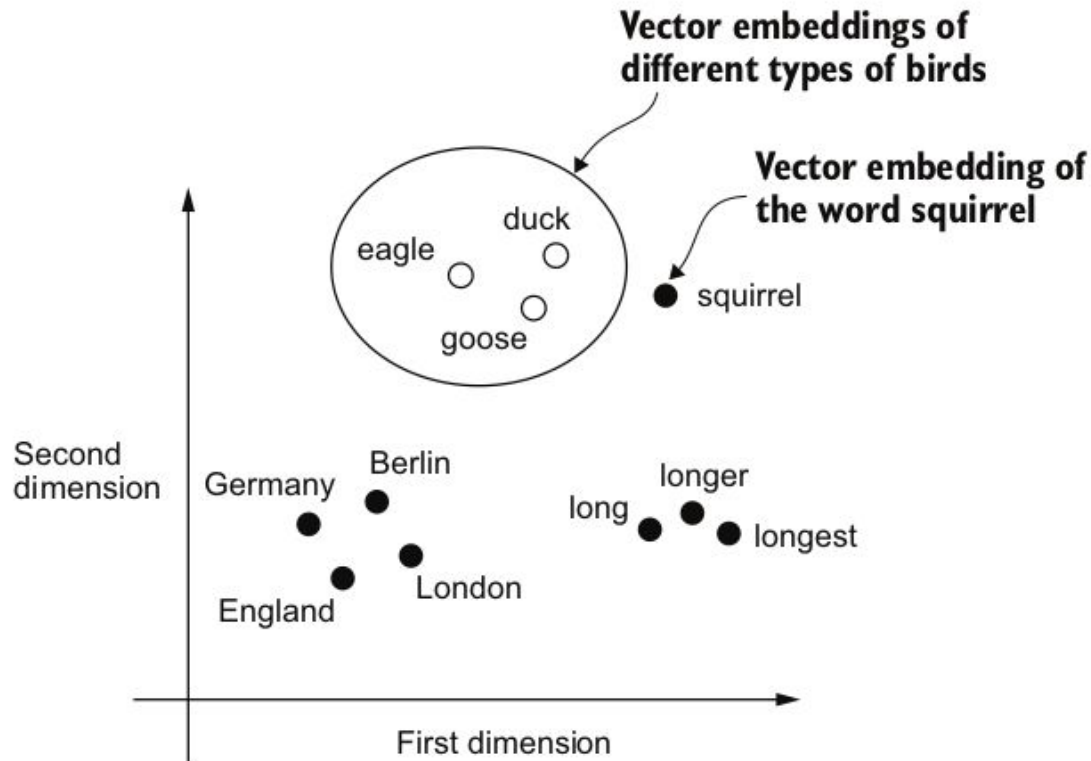 Vector embeddings of
different types of birds
Vector embedding of
the word squirrel
duck
eagle
squirrel
goose
Second
dimension
Berlin
Germany
longer
long
longest
London
England
First dimension